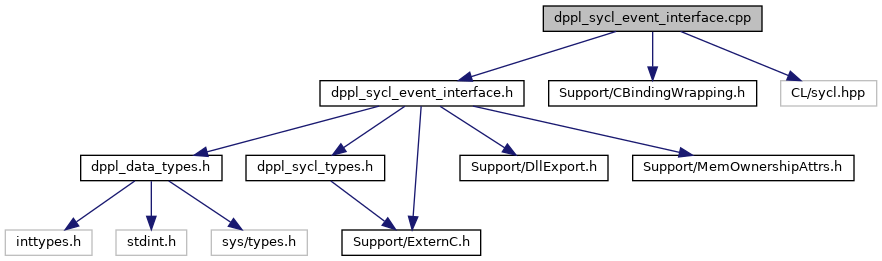 dppl_sycl_event_interface.cpp
dppl_sycl_event_interface.h
Support/CBindingWrapping.h
CL/sycl.hpp
dppl_data_types.h
dppl_sycl_types.h
Support/DllExport.h
Support/MemOwnershipAttrs.h
inttypes.h
stdint.h
sys/types.h
Support/ExternC.h